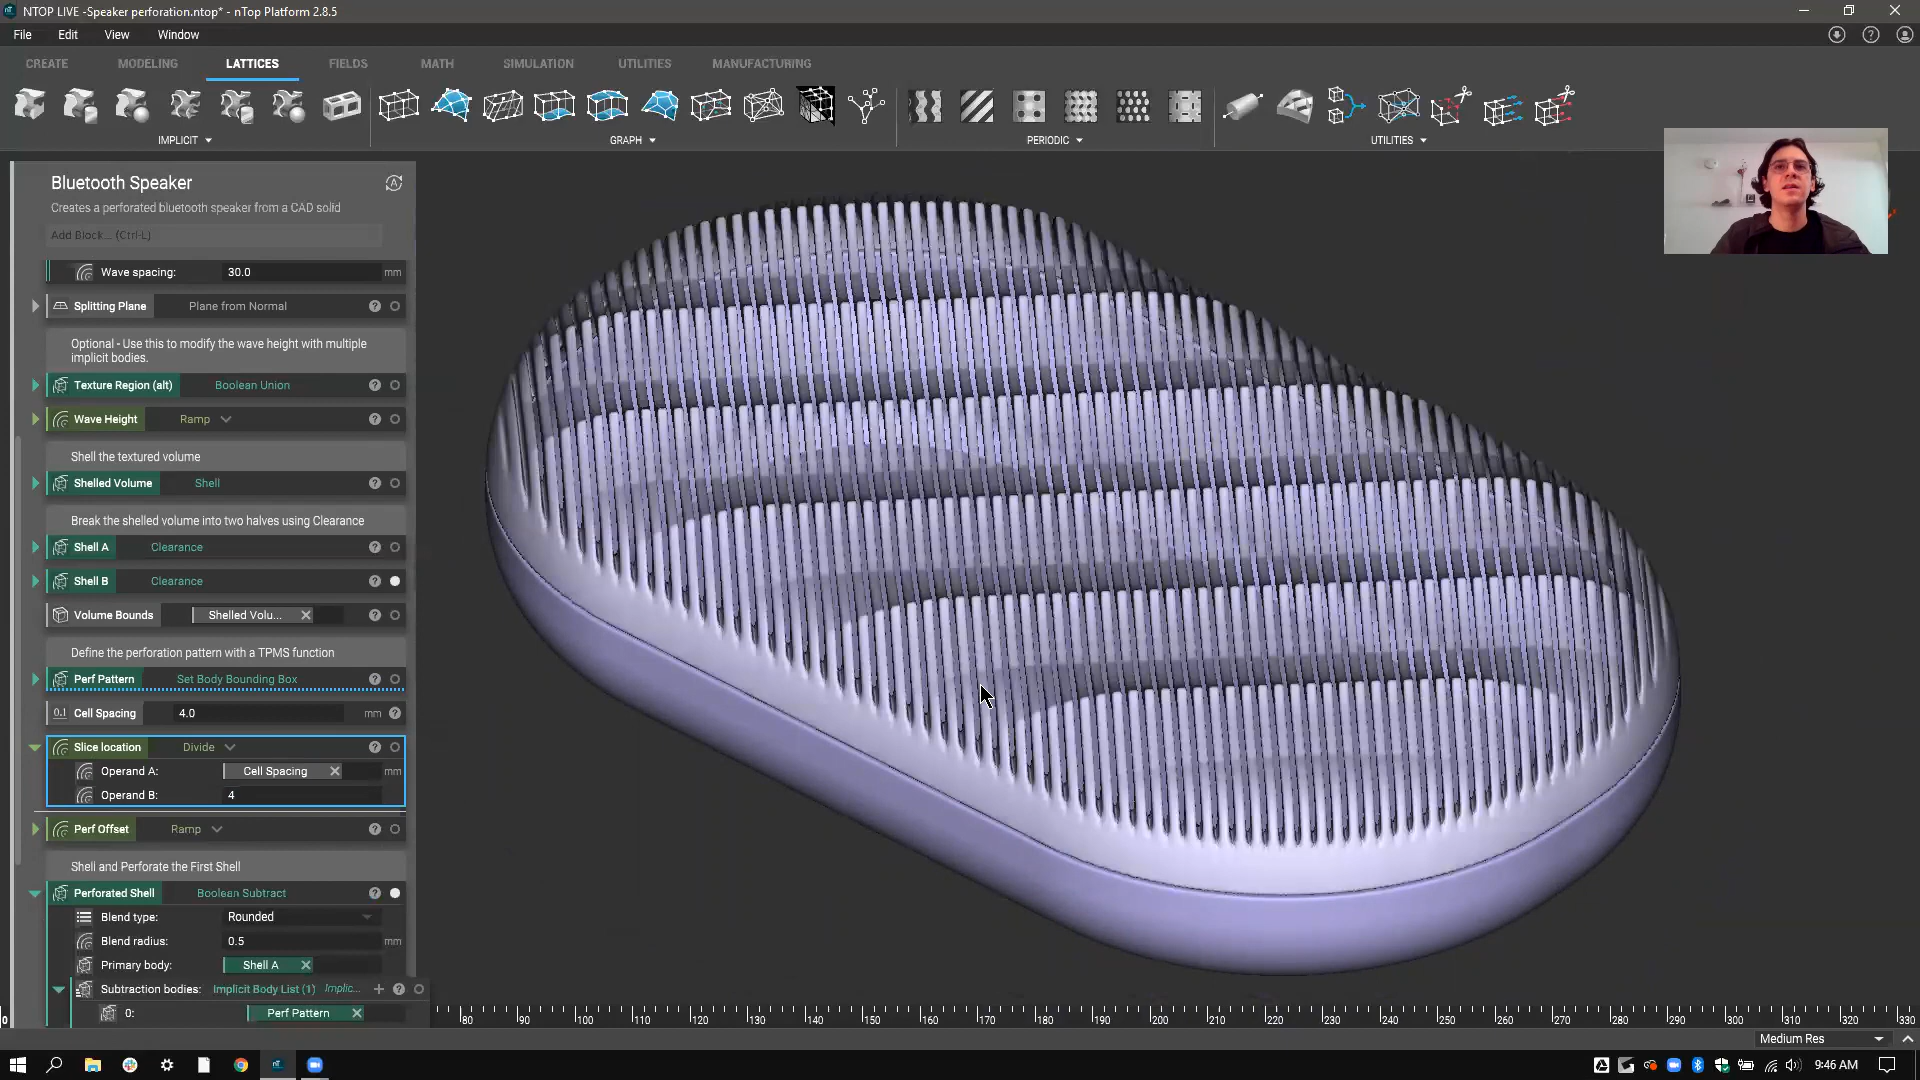 NTOP LIVE -Speaker perforation.ntop* - nTop Platform 2.8.5
File Edit View Window
CREATE MODELING LATTICES FIELDS MATH SIMULATION UTILITIES MANUFACTURING
IMPLICIT GRAPH PERIODIC UTILITIES
Bluetooth Speaker
Creates a perforated bluetooth speaker from a CAD solid
Add Block... (Ctrl-L)
Wave spacing: 30.0 mm
Splitting Plane Plane from Normal
Optional - Use this to modify the wave height with multiple
implicit bodies.
Texture Region (alt) Boolean Union
Wave Height Ramp
Shell the textured volume
Shelled Volume Shell
Break the shelled volume into two halves using Clearance
Shell A Clearance
Shell B Clearance
Volume Bounds Shelled Volu...
Define the perforation pattern with a TPMS function
Perf Pattern Set Body Bounding Box
0.1 Cell Spacing 4.0 mm
Slice location Divide
Operand A: Cell Spacing mm
Operand B: 4
Perf Offset Ramp
Shell and Perforate the First Shell
Perforated Shell Boolean Subtract
Blend type: Rounded
Blend radius: 0.5 mm
Primary body: Shell A
Subtraction bodies: Implicit Body List (1) Implic...
0: Perf Pattern
0 80 90 100 110 120 130 140 150 160 170 180 190 200 210 220 230 240 250 260 270 280 290 300 310 320 330
Medium Res
9:46 AM